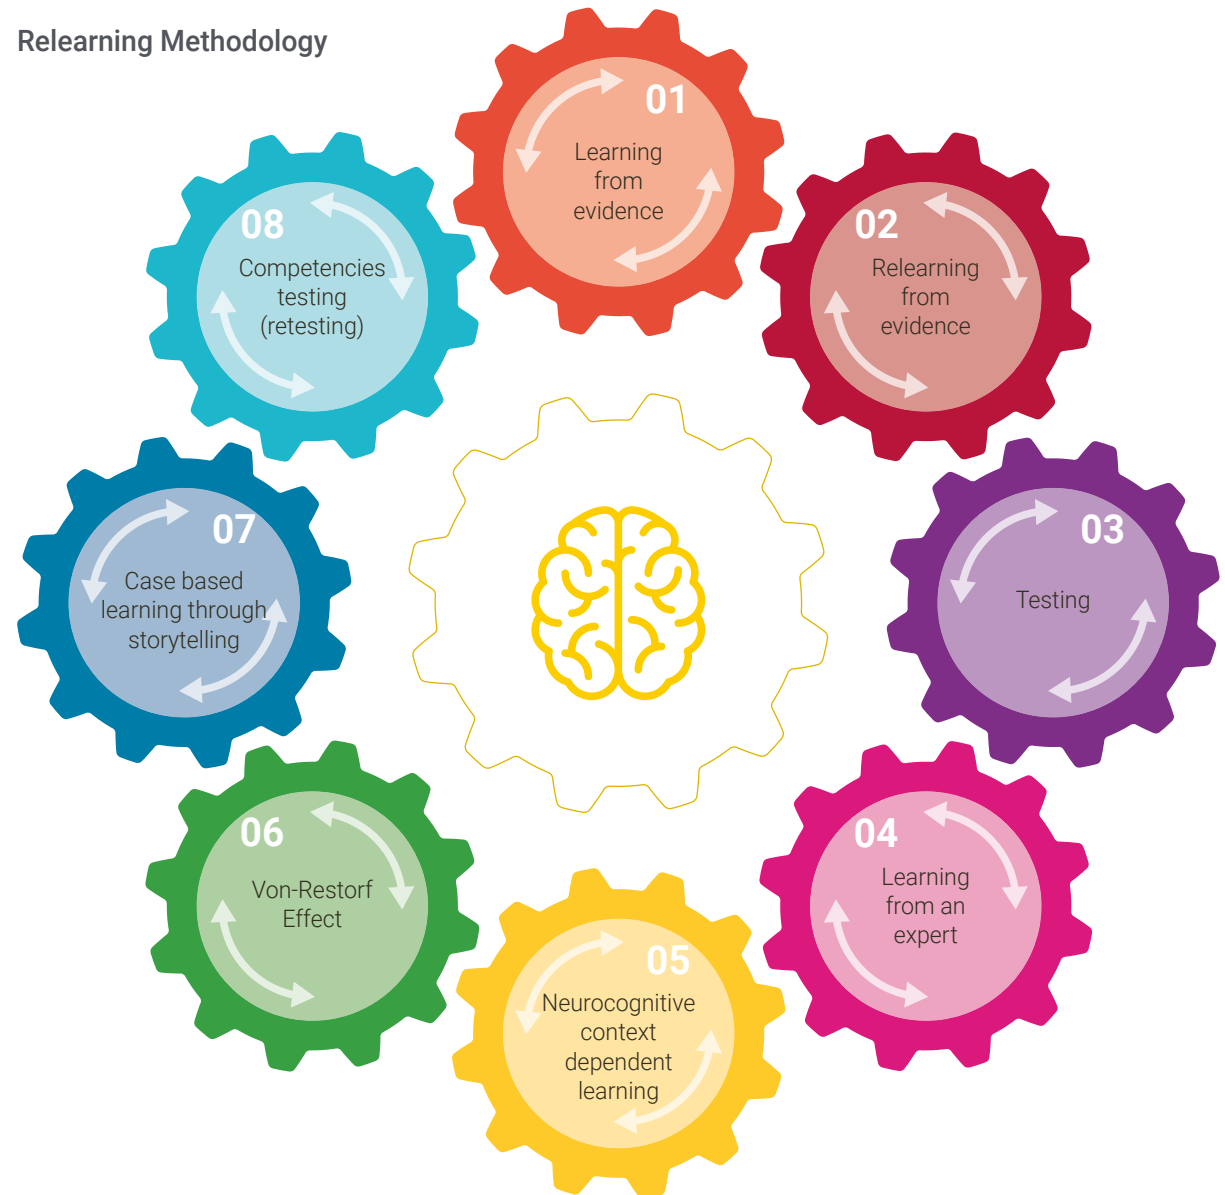 Relearning Methodology
01
Learning
from
evidence
02
Relearning
from
evidence
03
Testing
04
Learning
from an
expert
05
Neurocognitive
context
dependent
learning
06
Von-Restorf
Effect
07
Case based
learning through
storytelling
08
Competencies
testing
(retesting)